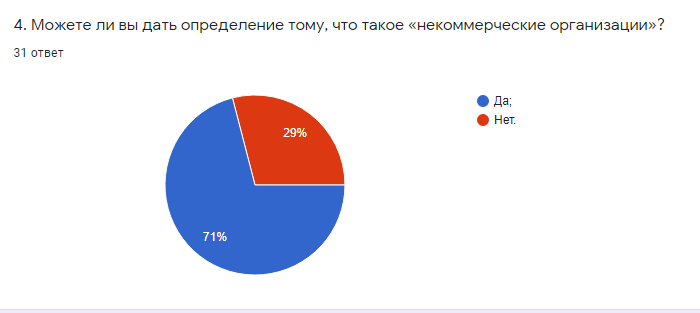 4. Можете ли вы дать определение тому, что такое «некоммерческие организации»?
31 ответ
Да;
Нет.
29%
71%